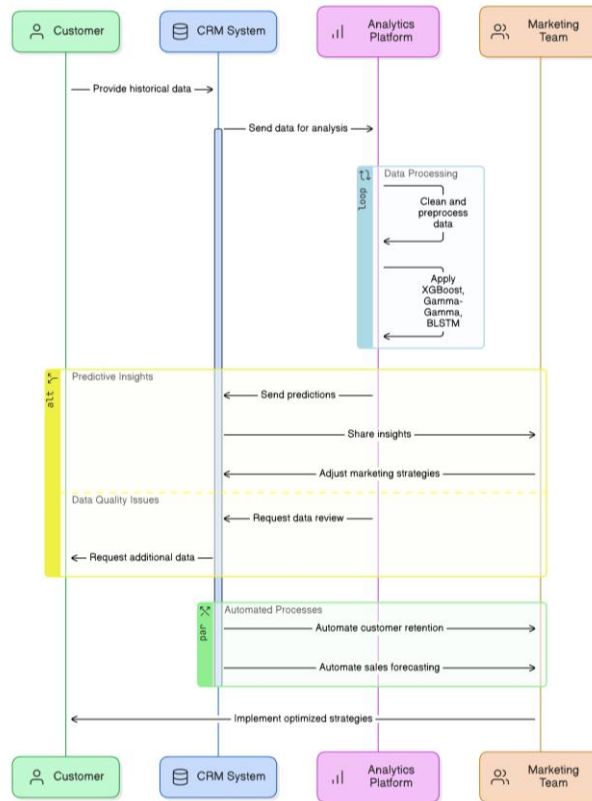 Customer
CRM System
Analytics
Platform
Marketing
Team
Provide historical data
Send data for analysis
loop
Data Processing
Clean and
preprocess
data
Apply
XGBoost,
Gamma-
Gamma,
BLSTM
alt
Predictive Insights
Send predictions
Share insights
Adjust marketing strategies
Data Quality Issues
Request data review
Request additional data
par
Automated Processes
Automate customer retention
Automate sales forecasting
Implement optimized strategies
Customer
CRM System
Analytics
Platform
Marketing
Team